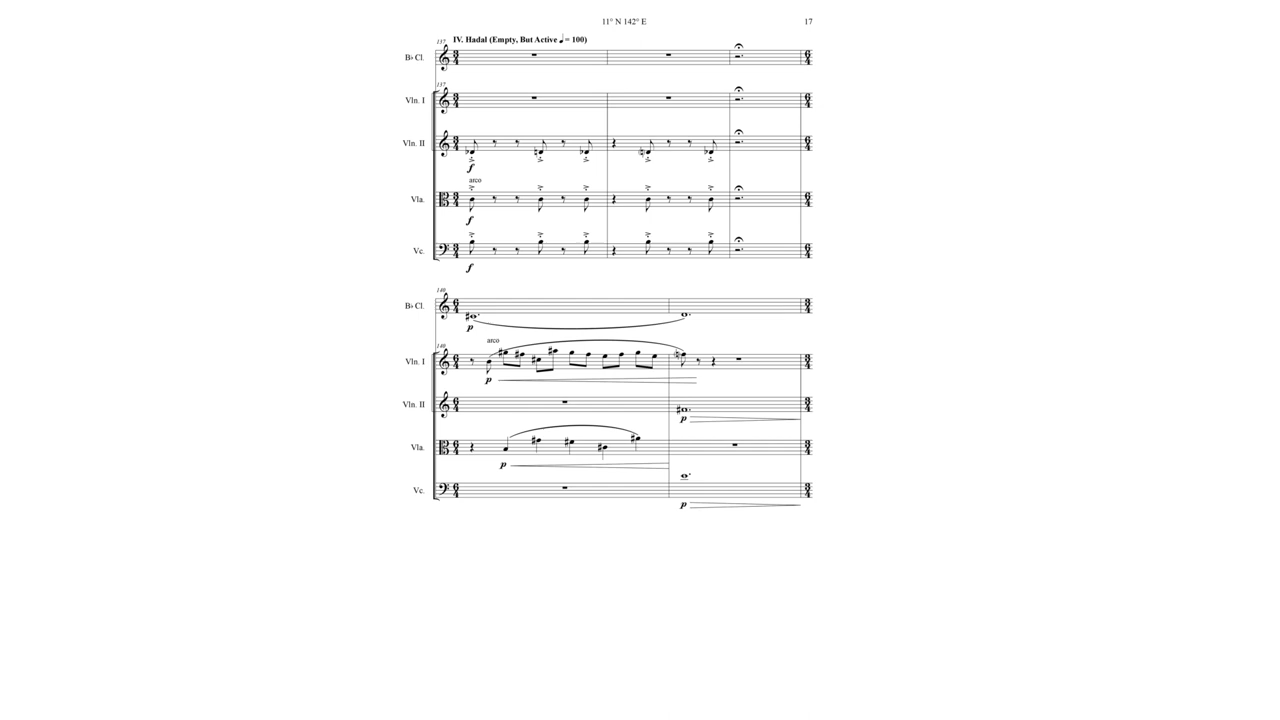 11° N 142° E
17
IV. Hadal (Empty, But Active ♩ = 100)
137
B♭ Cl.
137
Vln. I
Vln. II
f
arco
Vla.
f
Vc.
f
140
B♭ Cl.
p
arco
140
Vln. I
p
Vln. II
p
Vla.
p
Vc.
p